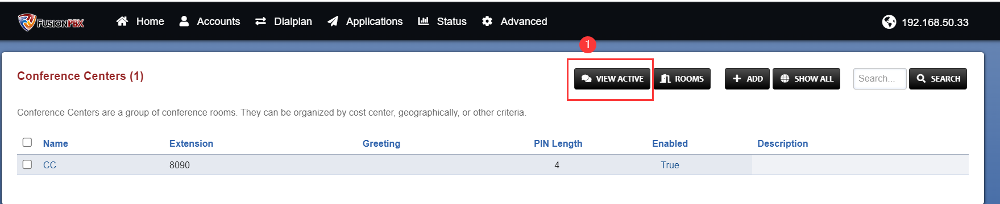 FUSIONPBX Home Accounts Dialplan Applications Status Advanced 192.168.50.33
1
Conference Centers (1) VIEW ACTIVE ROOMS ADD SHOW ALL Search... SEARCH
Conference Centers are a group of conference rooms. They can be organized by cost center, geographically, or other criteria.
Name Extension Greeting PIN Length Enabled Description
CC 8090 4 True